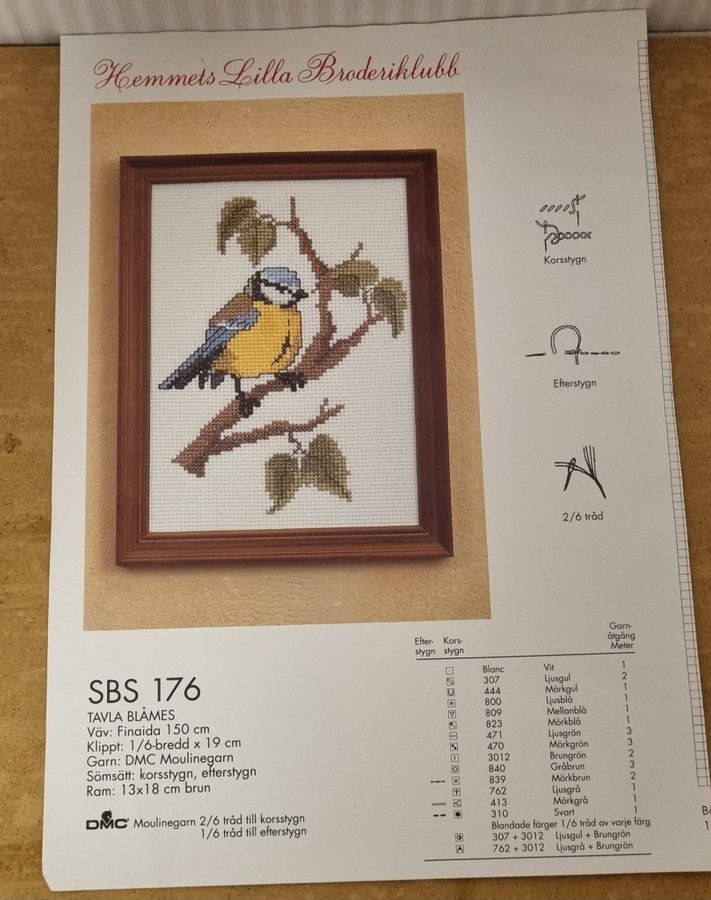 Hemmets Lilla Broderiklubb
Korsstygn
Efterstygn
2/6 tråd
SBS 176
TAVLA BLÅMES
Väv: Finaida 150 cm
Klippt: 1/6-bredd x 19 cm
Garn: DMC Moulinegarn
Sömsätt: korsstygn, efterstygn
Ram: 13x18 cm brun
DMC Moulinegarn 2/6 tråd till korsstygn
1/6 tråd till efterstygn
Efter-stygn Kors-stygn Garn-åtgång Meter
Blanc Vit 1
307 Ljusgul 2
444 Mörkgul 1
800 Ljusblå 1
809 Mellanblå 1
823 Mörkblå 1
471 Ljusgrön 3
470 Mörkgrön 3
3012 Brungrön 2
840 Gråbrun 3
839 Mörkbrun 2
762 Ljusgrå 1
413 Mörkgrå 1
310 Svart 1
Blandade färger 1/6 tråd av varje färg
307 + 3012 Ljusgul + Brungrön
762 + 3012 Ljusgrå + Brungrön